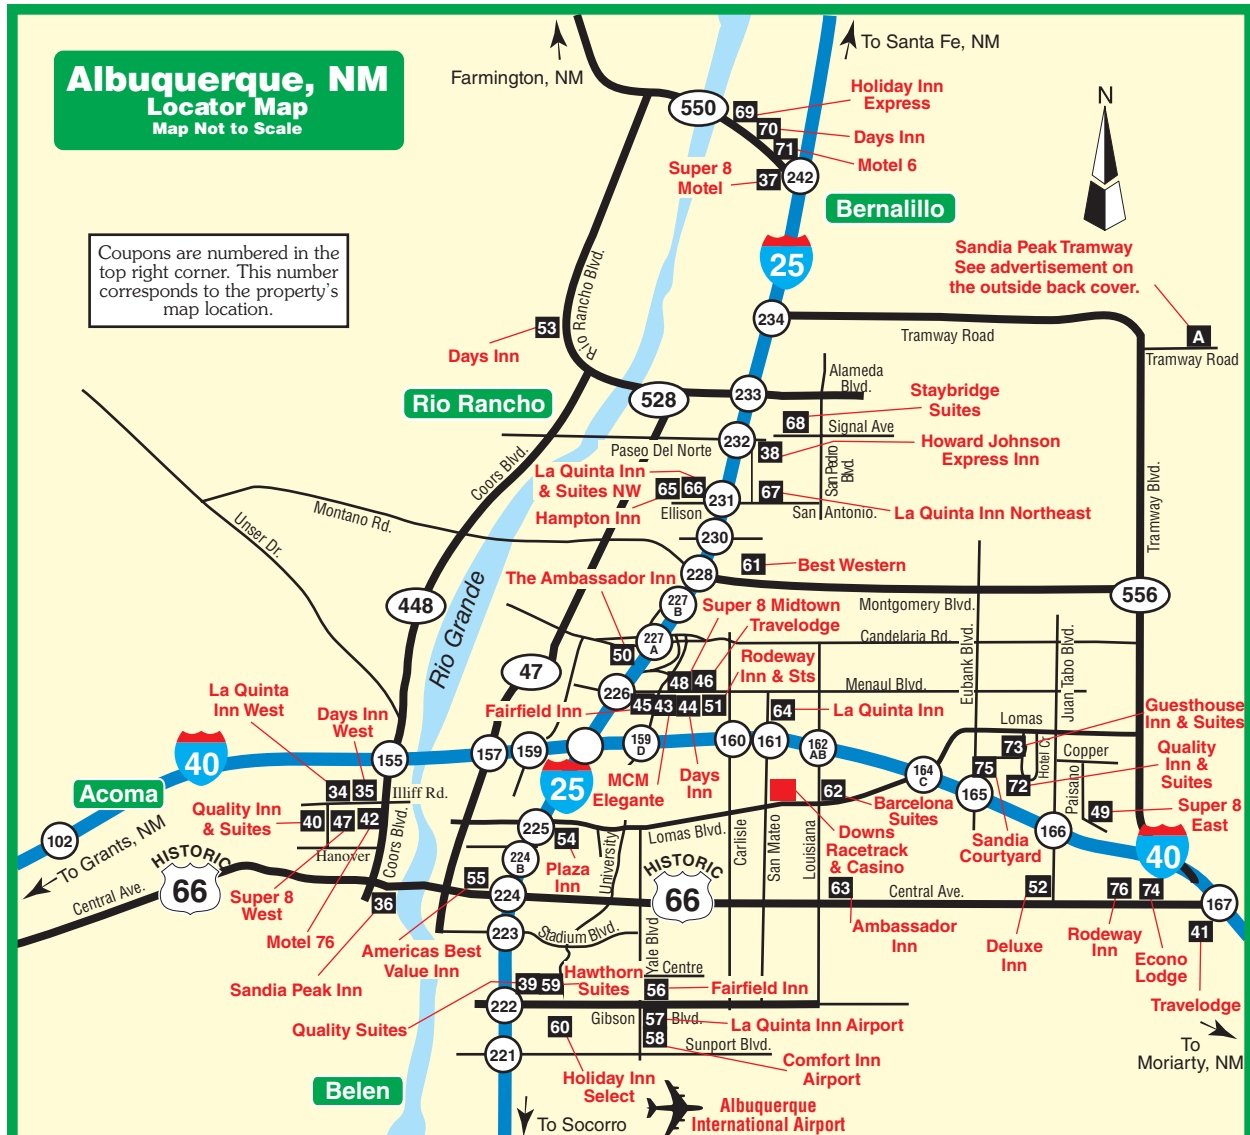 Albuquerque, NM
Locator Map
Map Not to Scale
Farmington, NM
To Santa Fe, NM
N
550
69
Holiday Inn
Express
70
Days Inn
71
Motel 6
Super 8
Motel
37
242
Bernalillo
Coupons are numbered in the
top right corner. This number
corresponds to the property's
map location.
25
Sandia Peak Tramway
See advertisement on
the outside back cover.
A
Tramway Road
234
Tramway Road
Rio Rancho Blvd.
53
Days Inn
Rio Rancho
528
233
Alameda
Blvd.
Staybridge
Suites
68
Signal Ave
232
Paseo Del Norte
38
Howard Johnson
Express Inn
San Pedro
Blvd.
Coors Blvd.
La Quinta Inn
& Suites NW
65
66
Hampton Inn
Ellison
231
67
San Antonio.
La Quinta Inn Northeast
Tramway Blvd.
Montano Rd.
Unser Dr.
230
61
Best Western
228
The Ambassador Inn
448
Rio Grande
227
B
Montgomery Blvd.
556
Super 8 Midtown
Travelodge
227
A
Candelaria Rd.
50
Rodeway
Inn & Sts
Eubank Blvd.
Juan Tabo Blvd.
47
48
46
226
Menaul Blvd.
Fairfield Inn
45
43
44
51
64
La Quinta Inn
Guesthouse
Inn & Suites
La Quinta
Inn West
Days Inn
West
Lomas
73
Hotel Cr.
Copper
Quality
Inn &
Suites
40
155
157
159
159
D
160
161
162
AB
164
C
165
75
72
Paisano
49
Super 8
East
25
MCM
Elegante
Days
Inn
62
Barcelona
Suites
Acoma
34
35
Illiff Rd.
Quality Inn
& Suites
40
47
42
Hanover
Coors Blvd.
102
To Grants, NM
225
54
Plaza
Inn
University
Lomas Blvd.
Carlisle
San Mateo
Louisiana
Downs
Racetrack
& Casino
Sandia
Courtyard
166
40
HISTORIC
66
Central Ave.
Super 8
West
36
Motel 76
Sandia Peak Inn
55
224
B
224
HISTORIC
66
63
Central Ave.
52
76
74
167
41
Ambassador
Inn
Deluxe
Inn
Rodeway
Inn
Econo
Lodge
Travelodge
Americas Best
Value Inn
223
Stadium Blvd.
Yale Blvd
Centre
39
59
Hawthorn
Suites
56
Fairfield Inn
Quality Suites
222
Gibson Blvd.
57
La Quinta Inn Airport
60
58
Sunport Blvd.
To
Moriarty, NM
221
Holiday Inn
Select
Comfort Inn
Airport
Belen
To Socorro
Albuquerque
International Airport